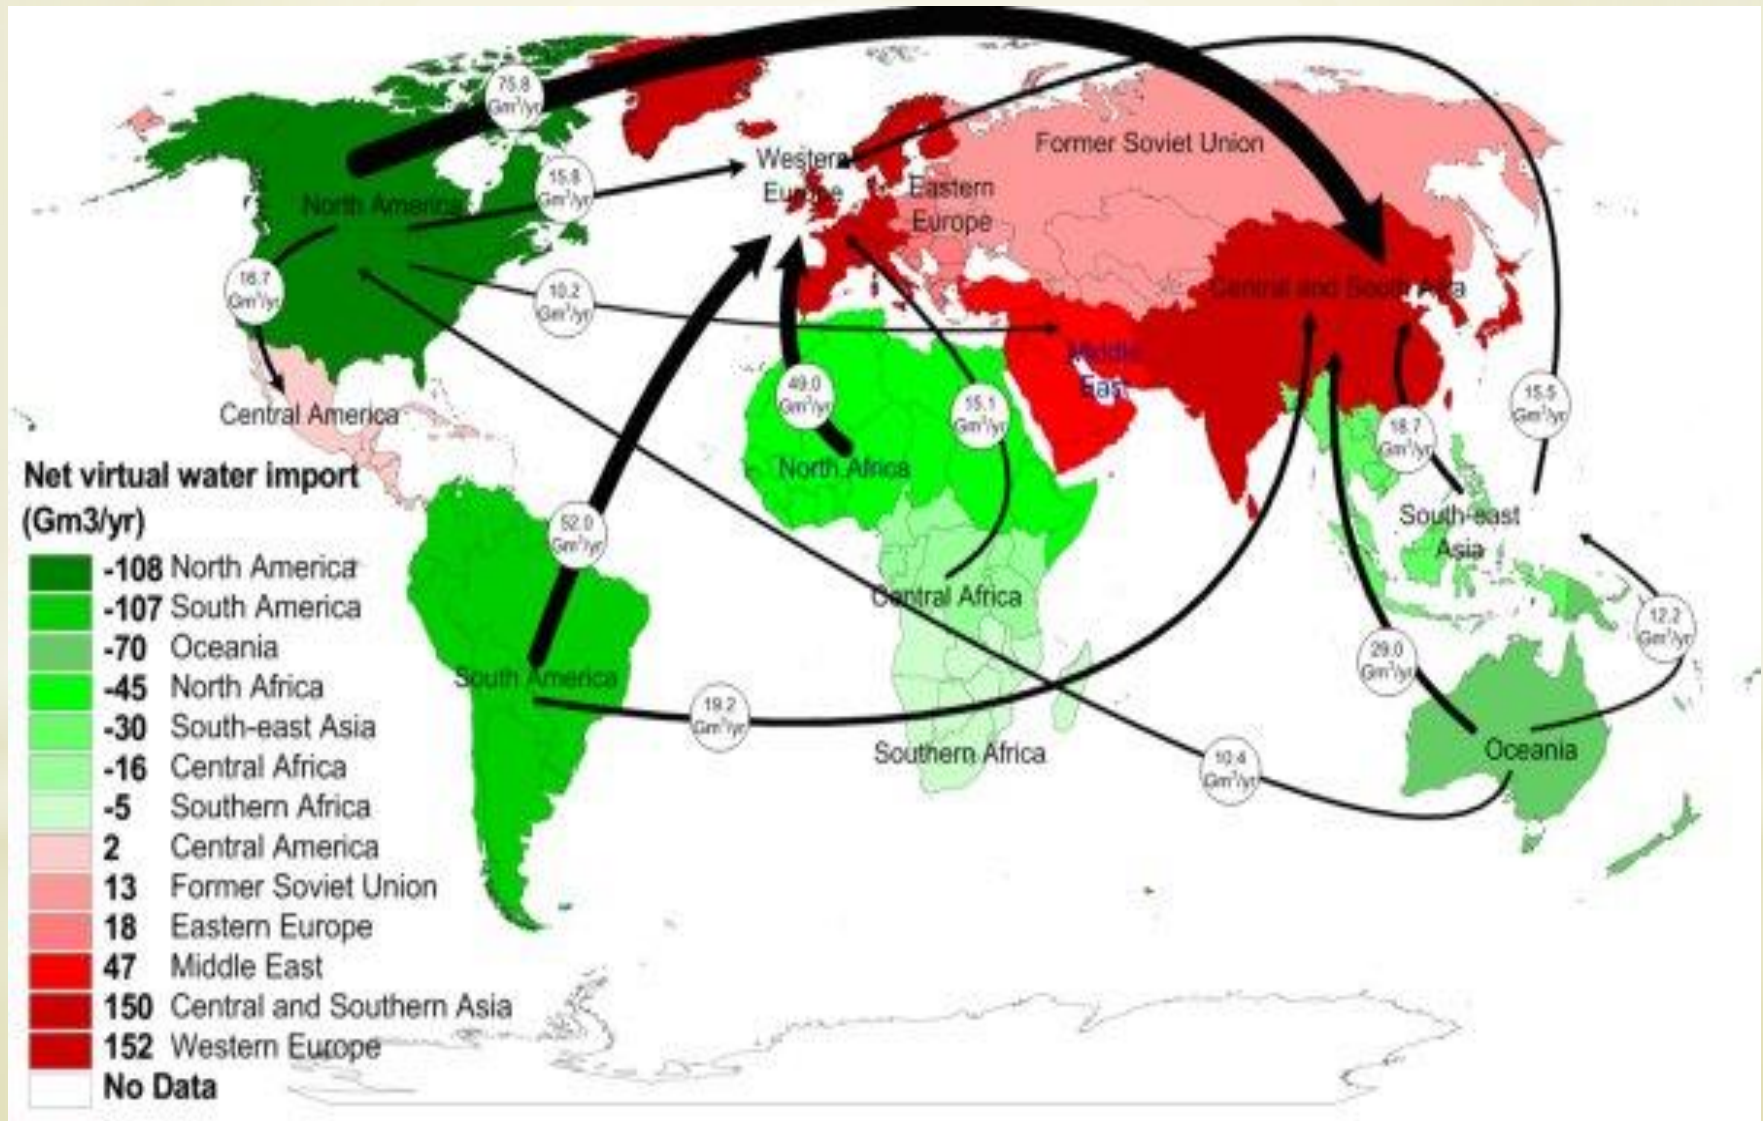 75.8
Gm³/yr
Former Soviet Union
Western
Europe
15.8
Gm³/yr
Eastern
Europe
North America
16.7
Gm³/yr
10.2
Gm³/yr
Central and South Asia
Middle
East
49.0
Gm³/yr
15.1
Gm³/yr
15.5
Gm³/yr
Central America
18.7
Gm³/yr
North Africa
Net virtual water import
(Gm3/yr)
52.0
Gm³/yr
South-east
Asia
Central Africa
12.2
Gm³/yr
29.0
Gm³/yr
South America
19.2
Gm³/yr
Southern Africa
10.4
Gm³/yr
Oceania
-108 North America
-107 South America
-70 Oceania
-45 North Africa
-30 South-east Asia
-16 Central Africa
-5 Southern Africa
2 Central America
13 Former Soviet Union
18 Eastern Europe
47 Middle East
150 Central and Southern Asia
152 Western Europe
No Data